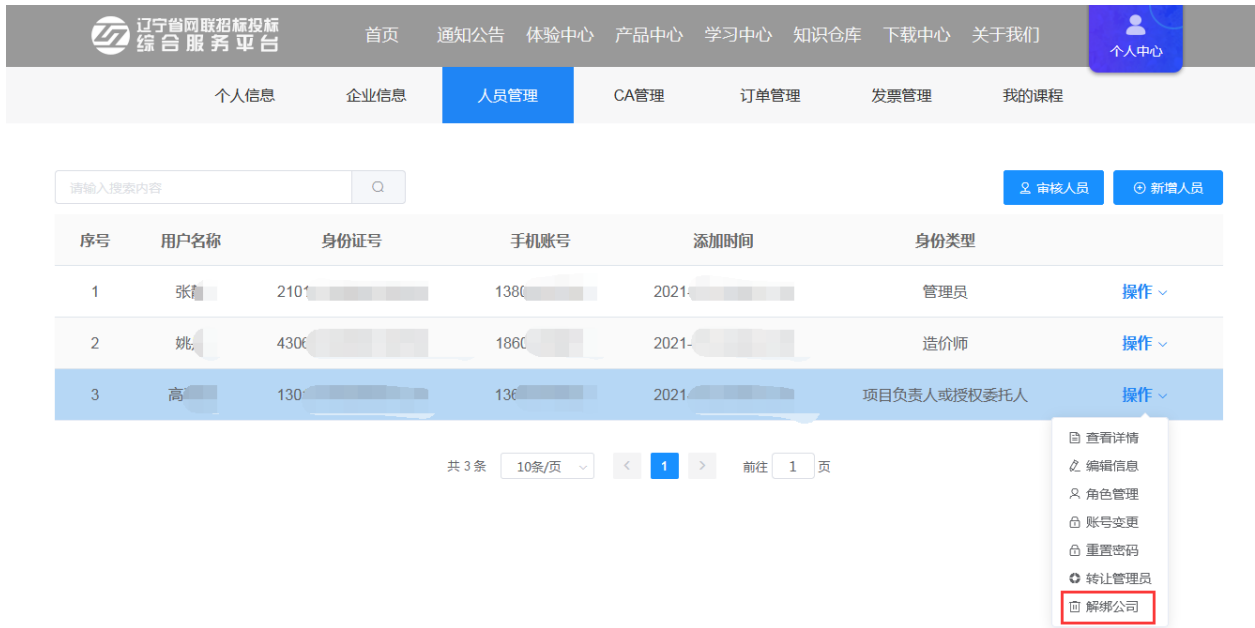 辽宁省网联招标投标
综合服务平台
首页 通知公告 体验中心 产品中心 学习中心 知识仓库 下载中心 关于我们
个人中心
个人信息 企业信息 人员管理 CA管理 订单管理 发票管理 我的课程
请输入搜索内容
审核人员 新增人员
序号 用户名称 身份证号 手机账号 添加时间 身份类型
1 张 2101 1380 2021- 管理员 操作
2 姚 4306 1860 2021- 造价师 操作
3 高 130 136 2021 项目负责人或授权委托人 操作
共 3 条 10条/页 1 前往 1 页
查看详情
编辑信息
角色管理
账号变更
重置密码
转让管理员
解绑公司